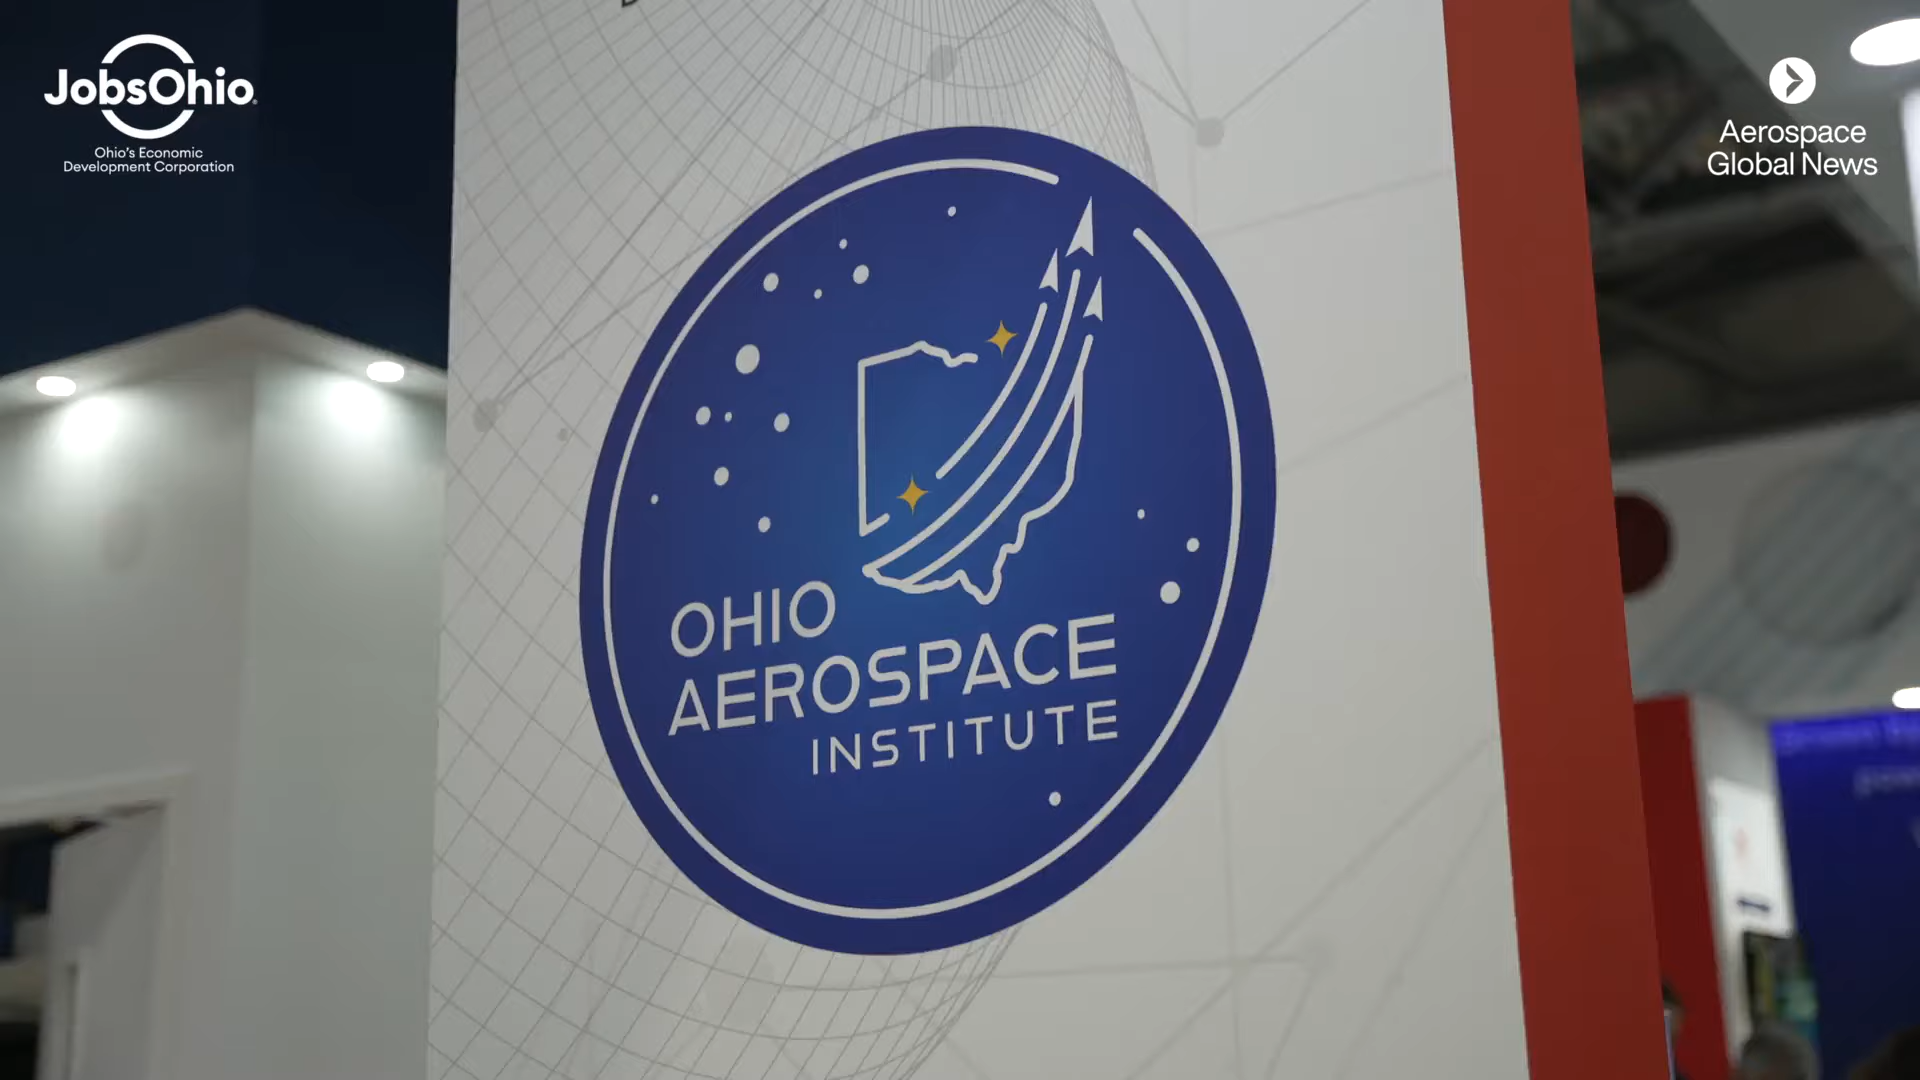 JobsOhio
Ohio's Economic
Development Corporation
Aerospace
Global News
OHIO
AEROSPACE
INSTITUTE